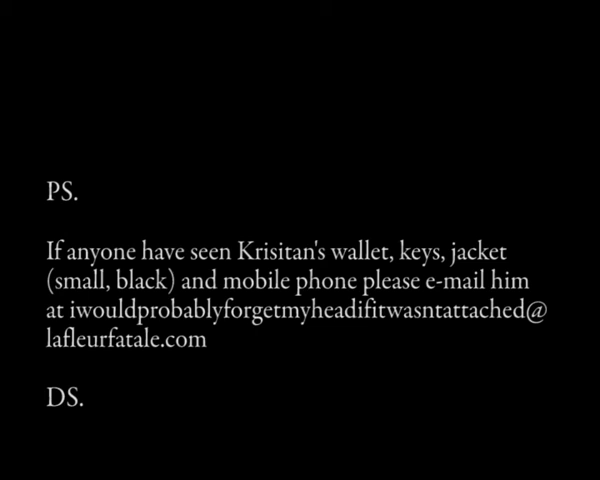 PS.
If anyone have seen Krisitan's wallet, keys, jacket
(small, black) and mobile phone please e-mail him
at iwouldprobablyforgetmyheadifitwasntattached@
lafleurfatale.com
DS.